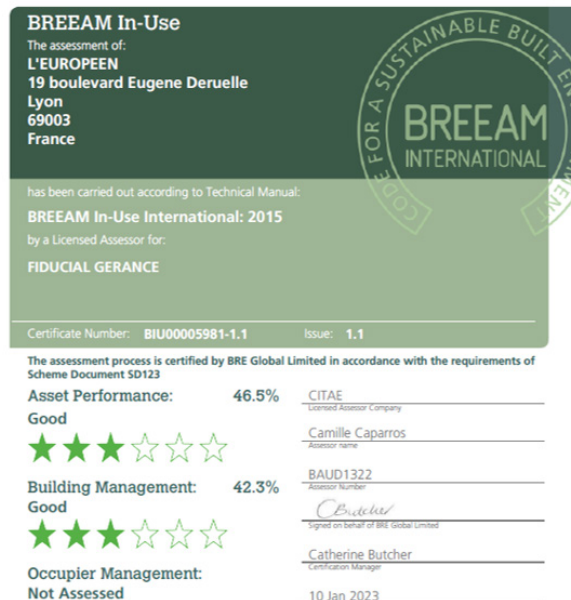 BREEAM In-Use
The assessment of:
L'EUROPEEN
19 boulevard Eugene Deruelle
Lyon
69003
France
CODE FOR A SUSTAINABLE BUILT
BREEAM
INTERNATIONAL
has been carried out according to Technical Manual:
BREEAM In-Use International: 2015
by a Licensed Assessor for:
FIDUCIAL GERANCE
Certificate Number: BIU00005981-1.1 Issue: 1.1
The assessment process is certified by BRE Global Limited in accordance with the requirements of
Scheme Document SD123
Asset Performance: 46.5%
Good
Building Management: 42.3%
Good
Occupier Management:
Not Assessed
CITAE
Licensed Assessor Company
Camille Caparros
Assessor name
BAUD1322
Assessor Number
CButcher
Signed on behalf of BRE Global Limited
Catherine Butcher
Certification Manager
10 Jan 2023